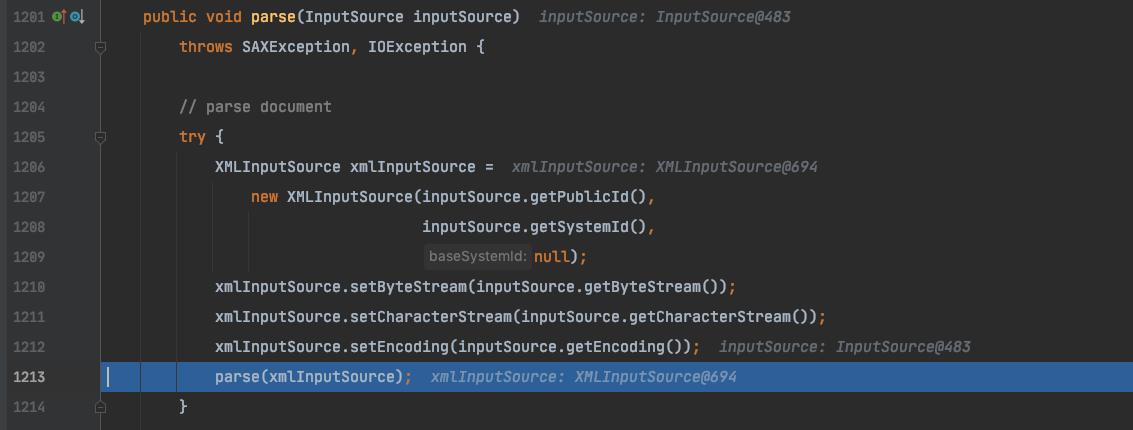 1201 public void parse(InputSource inputSource) inputSource: InputSource@483
1202 throws SAXException, IOException {
1203
1204 // parse document
1205 try {
1206 XMLInputSource xmlInputSource = xmlInputSource: XMLInputSource@694
1207 new XMLInputSource(inputSource.getPublicId(),
1208 inputSource.getSystemId(),
1209 baseSystemId: null);
1210 xmlInputSource.setByteStream(inputSource.getByteStream());
1211 xmlInputSource.setCharacterStream(inputSource.getCharacterStream());
1212 xmlInputSource.setEncoding(inputSource.getEncoding()); inputSource: InputSource@483
1213 parse(xmlInputSource); xmlInputSource: XMLInputSource@694
1214 }